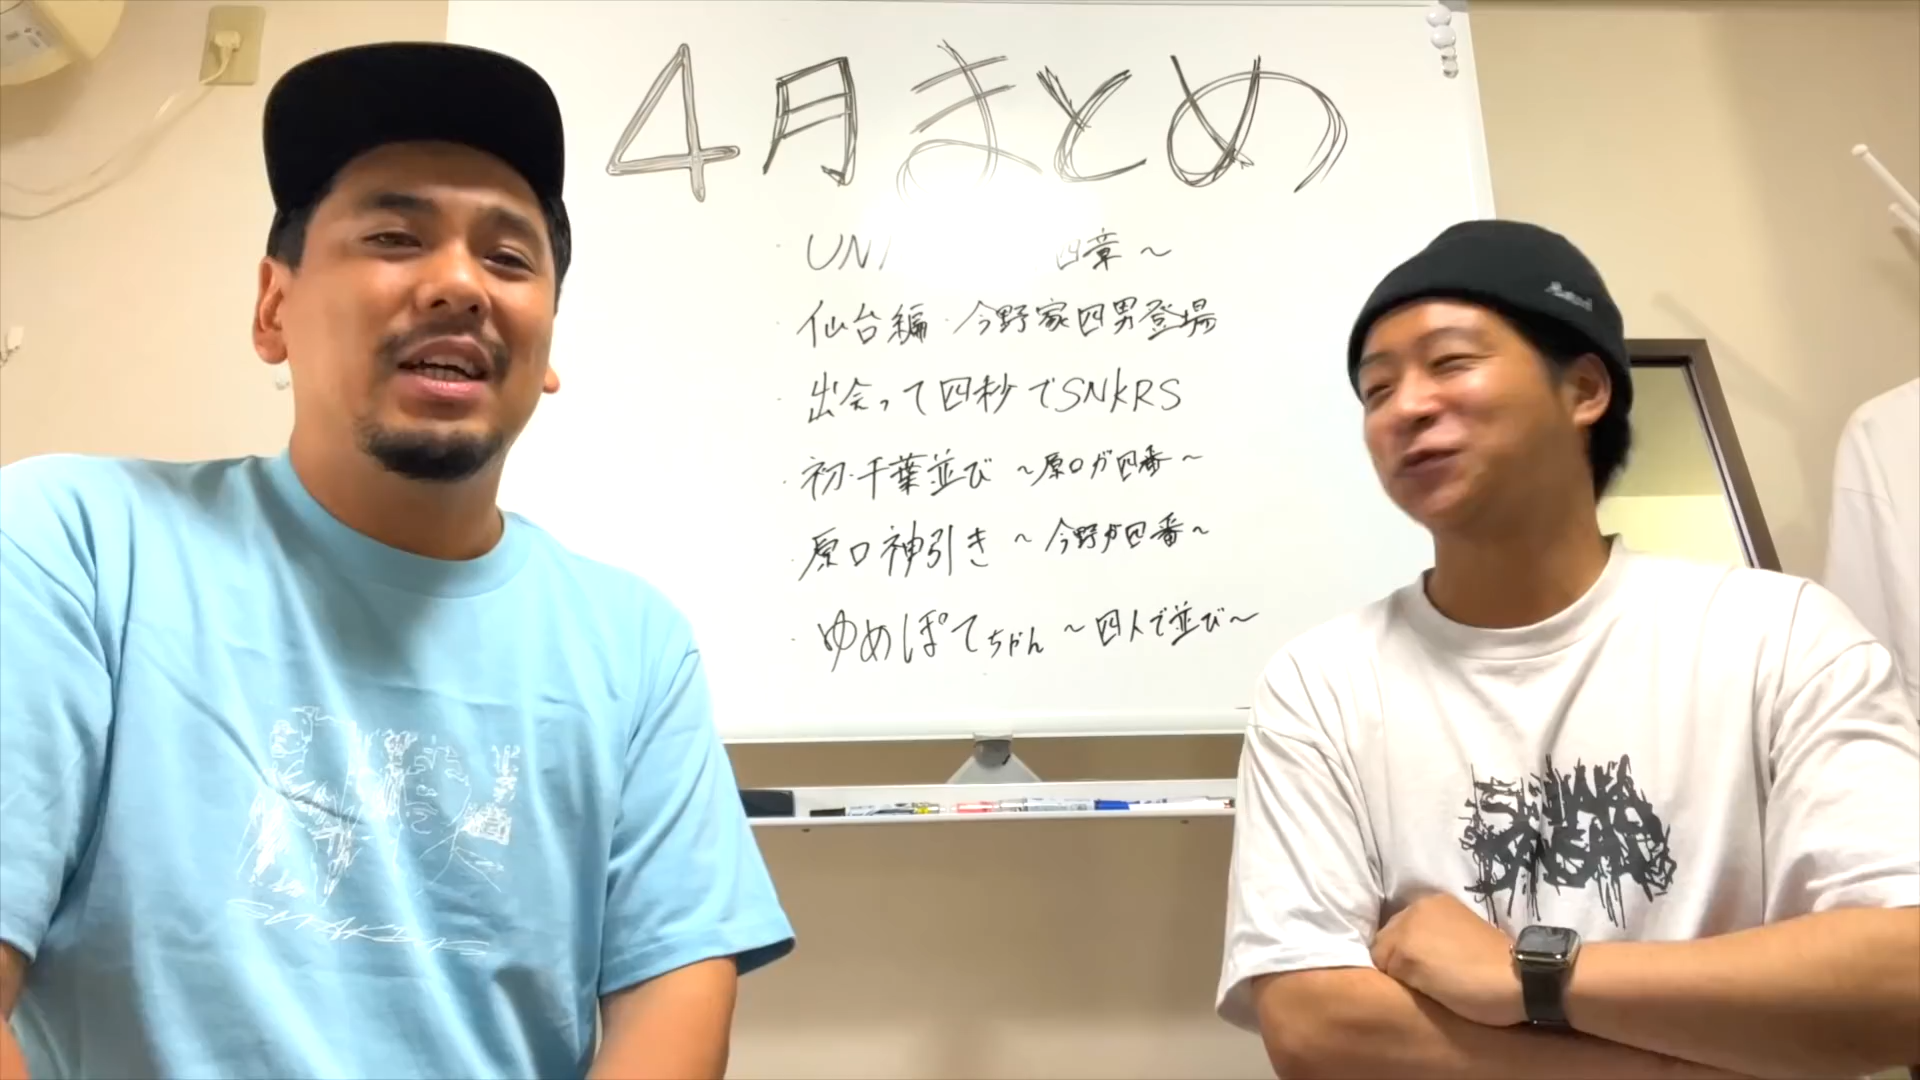 4月まとめ
・UN 四章〜
・仙台編・今野家四男登場
・出会って四秒でSNKRS
・初・千葉並び 〜原口が四番〜
・原口神引き 〜今野が四番〜
・ゆめぽてちゃん 〜四人で並び〜